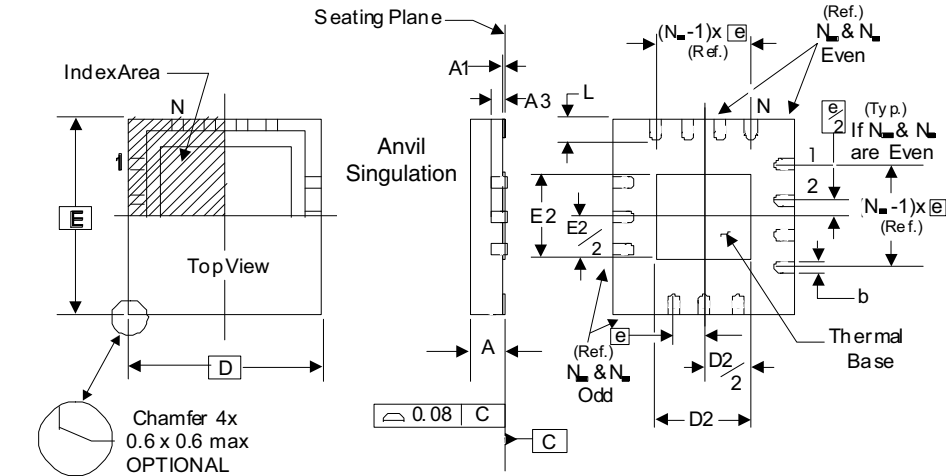 Seating Plane
(Ref.)
N & N
Even
(N -1)x e
(Ref.)
Index Area
A1
A3
L
N
N
e
2
(Typ.)
If N & N
are Even
1
1
2
Anvil
Singulation
E
E2
E2
2
(N -1)x e
(Ref.)
Top View
b
Thermal
Base
A
e
(Ref.)
N & N
Odd
D2
2
D
D2
0.08 C
C
Chamfer 4x
0.6 x 0.6 max
OPTIONAL